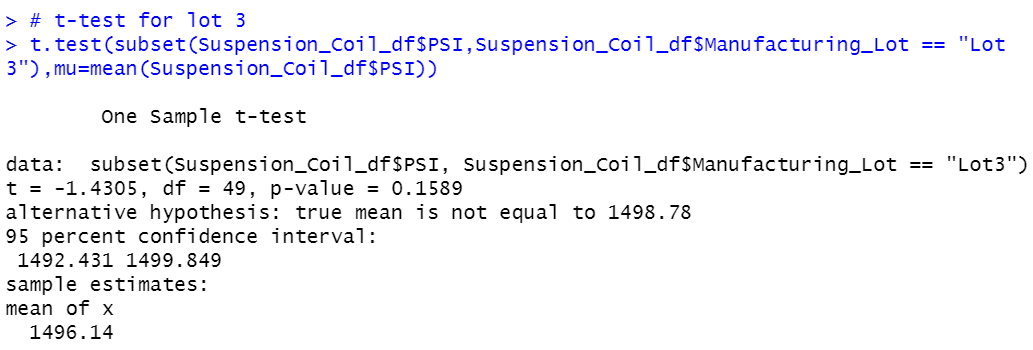 > # t-test for lot 3
> t.test(subset(Suspension_Coil_df$PSI,Suspension_Coil_df$Manufacturing_Lot == "Lot
3"),mu=mean(Suspension_Coil_df$PSI))
One Sample t-test
data:  subset(Suspension_Coil_df$PSI, Suspension_Coil_df$Manufacturing_Lot == "Lot3")
t = -1.4305, df = 49, p-value = 0.1589
alternative hypothesis: true mean is not equal to 1498.78
95 percent confidence interval:
 1492.431 1499.849
sample estimates:
mean of x
  1496.14